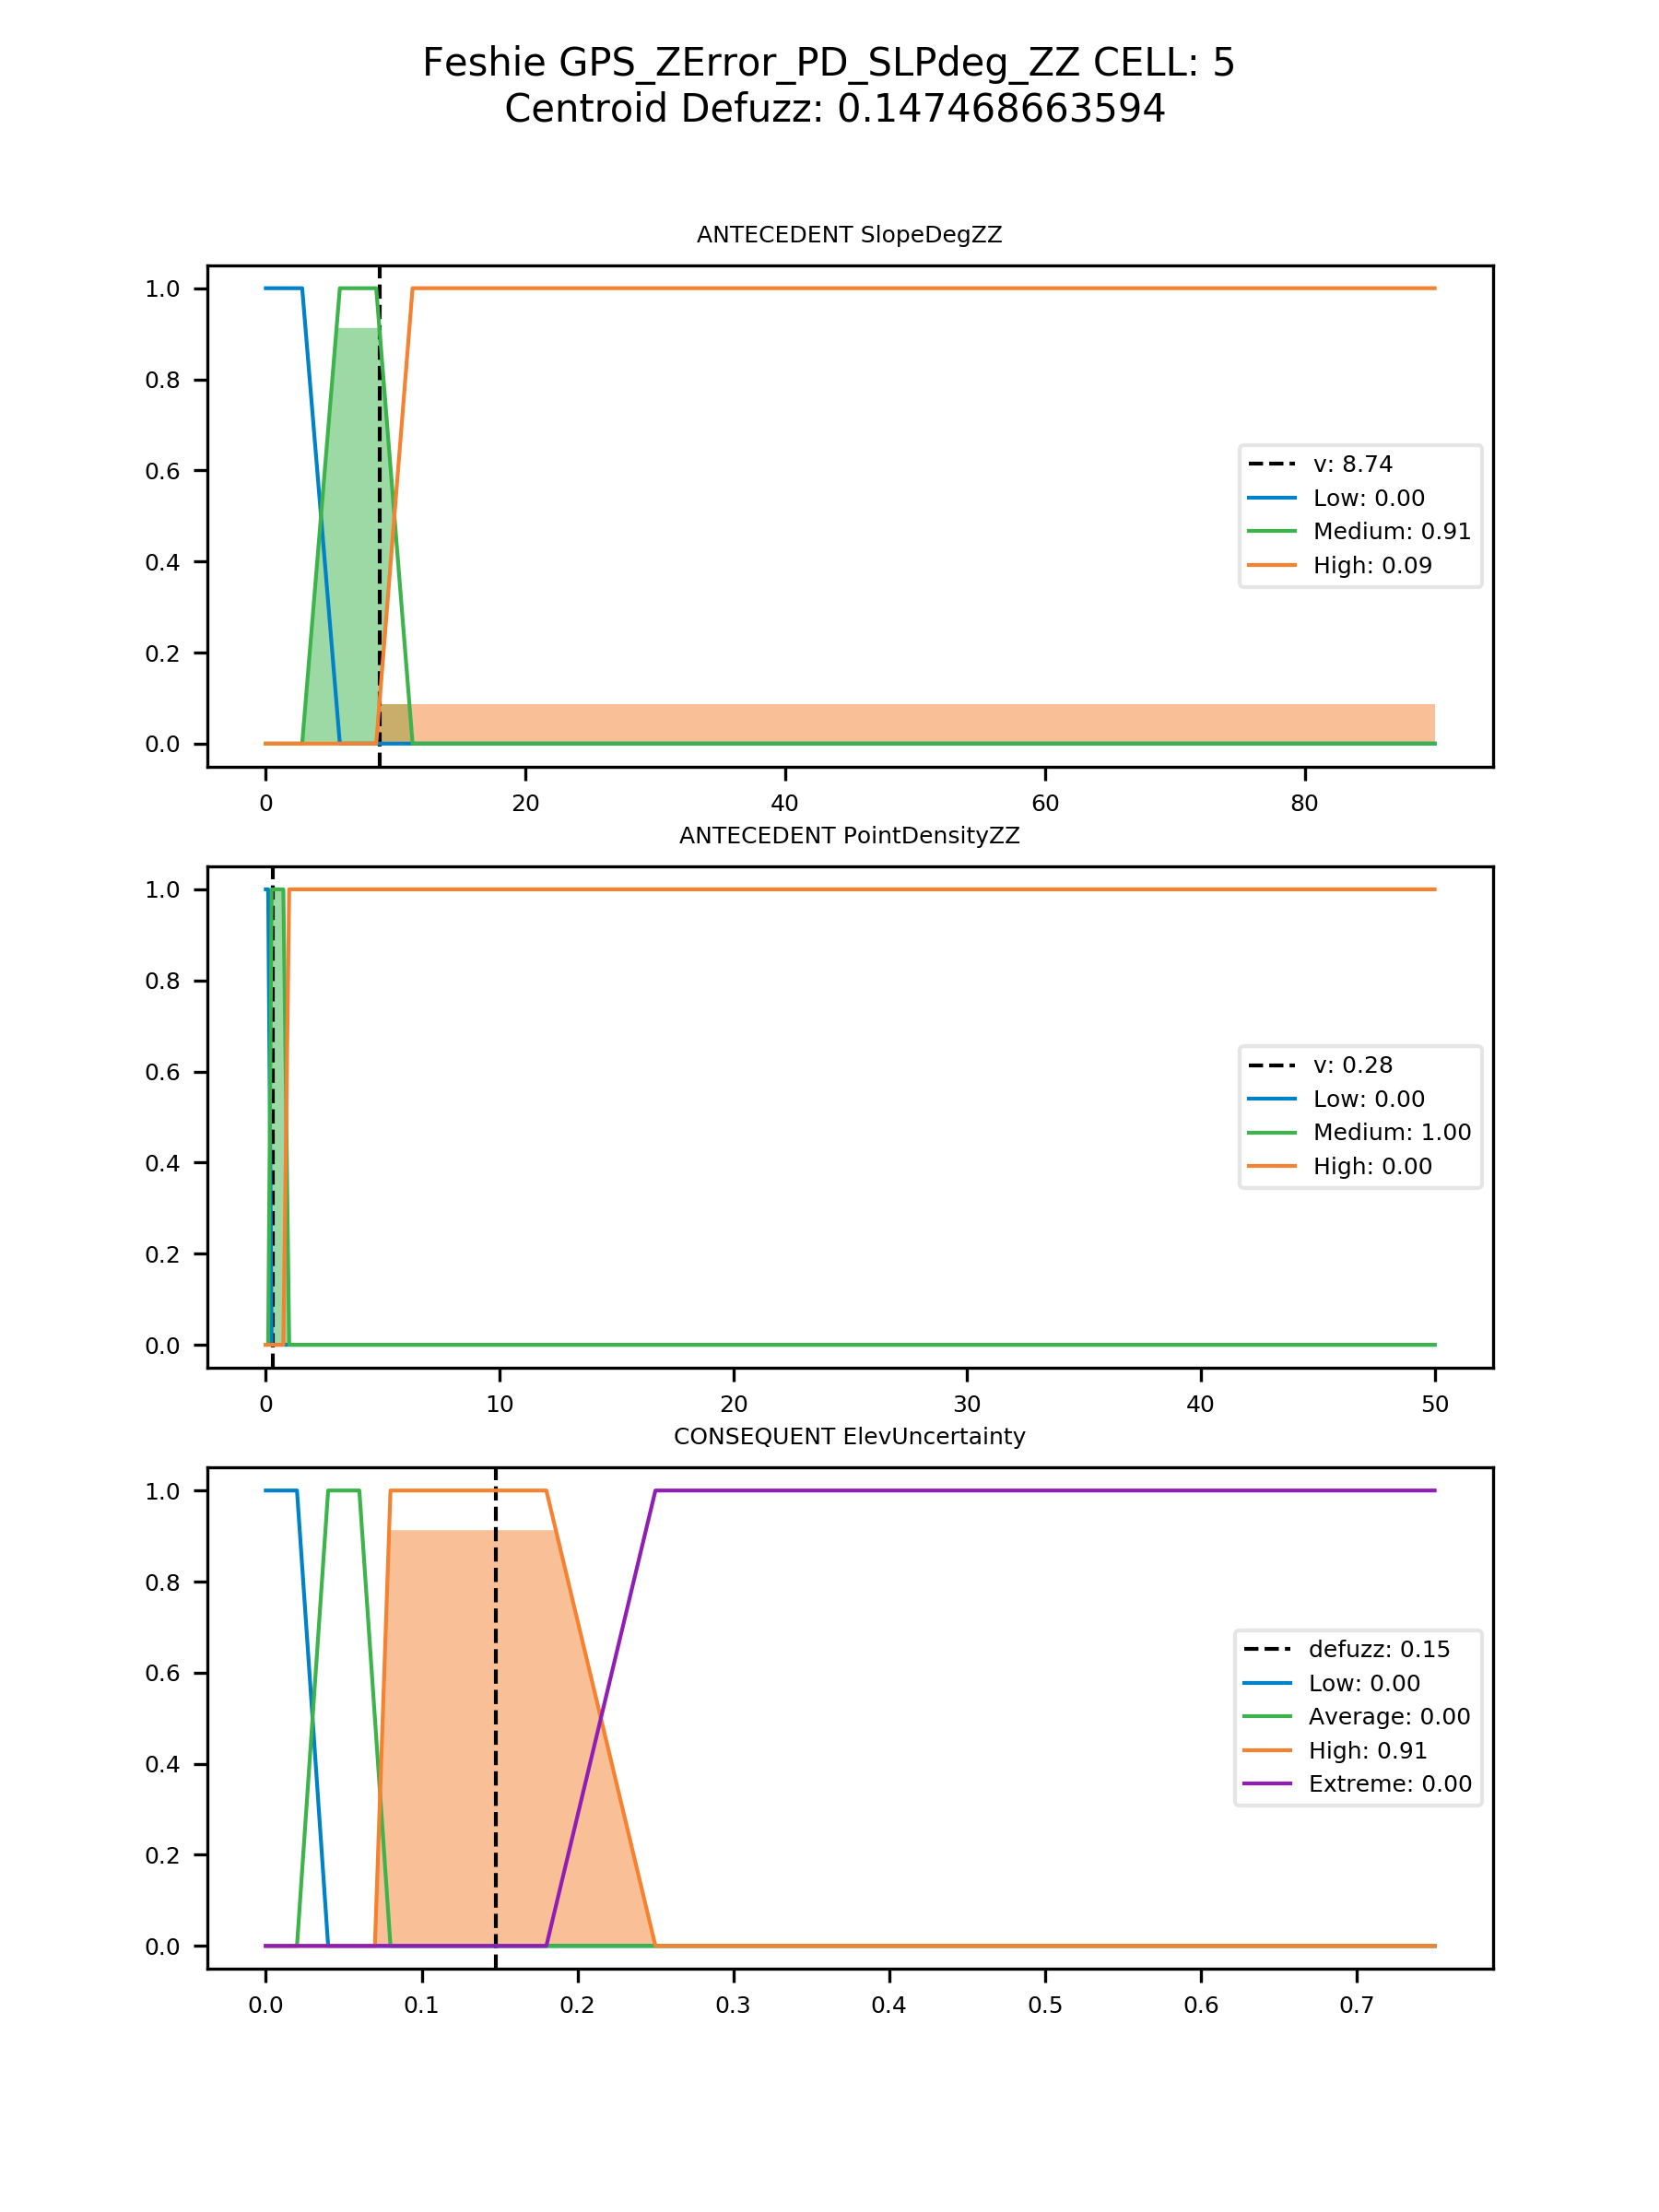 Feshie GPS_ZError_PD_SLPdeg_ZZ CELL: 5
Centroid Defuzz: 0.147468663594
ANTECEDENT SlopeDegZZ
1.0
0.8
0.6
0.4
0.2
0.0
v: 8.74
Low: 0.00
Medium: 0.91
High: 0.09
0 20 40 60 80
ANTECEDENT PointDensityZZ
1.0
0.8
0.6
0.4
0.2
0.0
v: 0.28
Low: 0.00
Medium: 1.00
High: 0.00
0 10 20 30 40 50
CONSEQUENT ElevUncertainty
1.0
0.8
0.6
0.4
0.2
0.0
defuzz: 0.15
Low: 0.00
Average: 0.00
High: 0.91
Extreme: 0.00
0.0 0.1 0.2 0.3 0.4 0.5 0.6 0.7